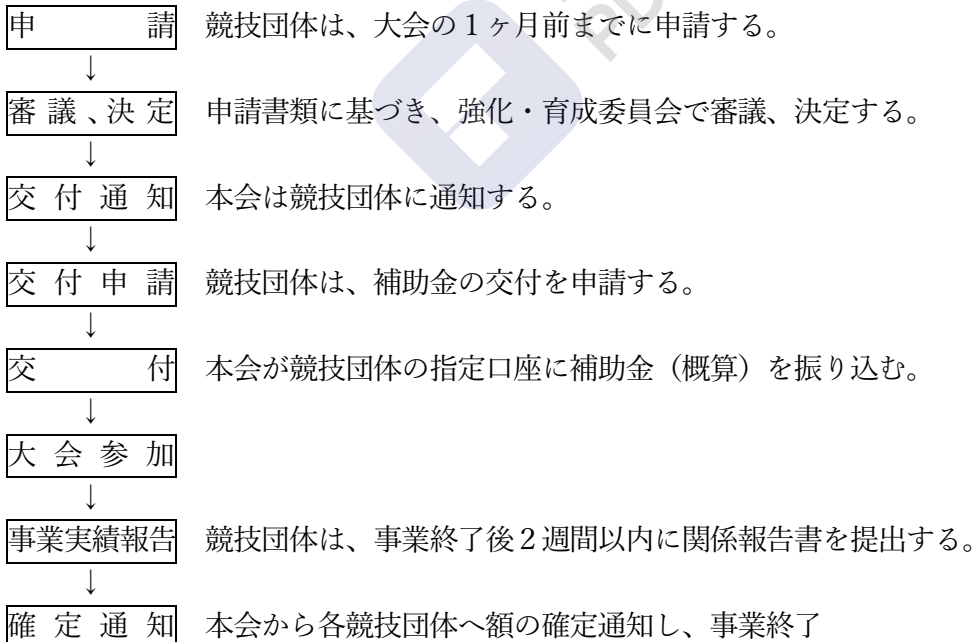 申請 競技団体は、大会の１ヶ月前までに申請する。
↓
審議、決定 申請書類に基づき、強化・育成委員会で審議、決定する。
↓
交付通知 本会は競技団体に通知する。
↓
交付申請 競技団体は、補助金の交付を申請する。
↓
交付 本会が競技団体の指定口座に補助金（概算）を振り込む。
↓
大会参加
↓
事業実績報告 競技団体は、事業終了後２週間以内に関係報告書を提出する。
↓
確定通知 本会から各競技団体へ額の確定通知し、事業終了